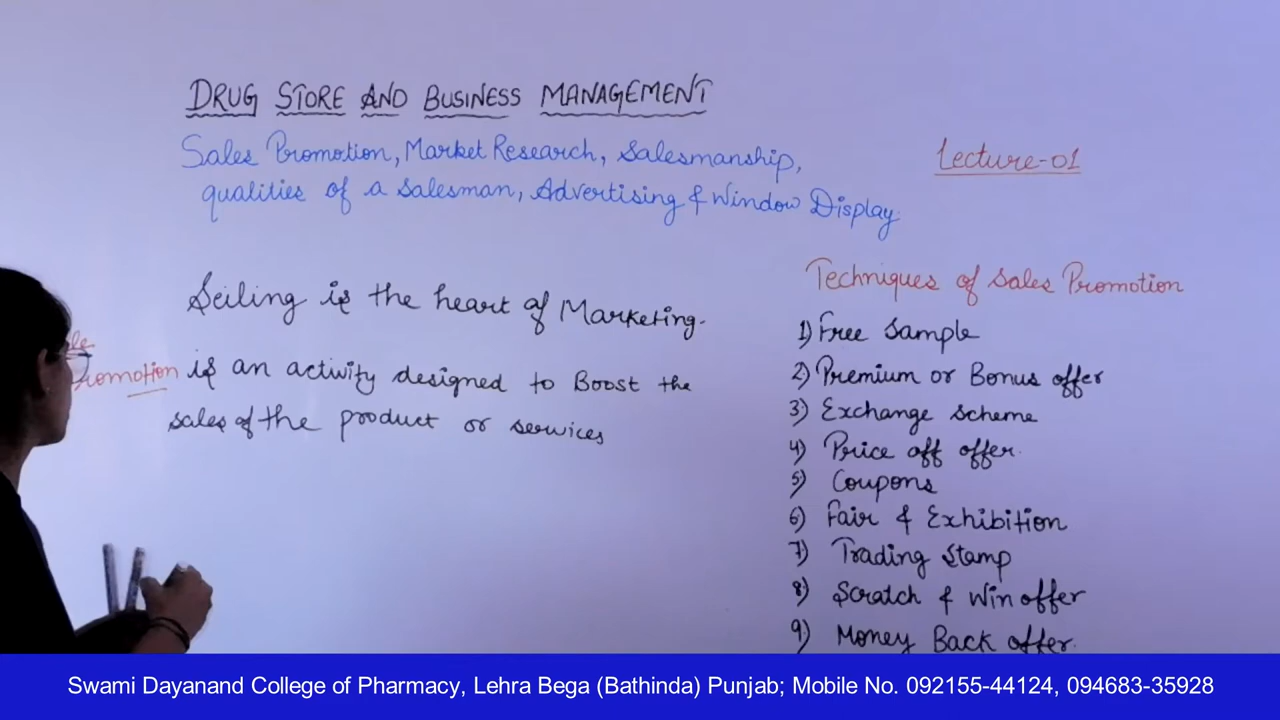 DRUG STORE AND BUSINESS MANAGEMENT
Sales Promotion, Market Research, Salesmanship,
qualities of a Salesman, Advertising & Window Display.
Lecture-01
Seiling is the heart of Marketing.
romotion is an activity designed to Boost the
sales of the product or services
Techniques of Sales Promotion
1) Free Sample
2) Premium or Bonus offer
3) Exchange Scheme
4) Price off offer.
5) Coupons
6) Fair & Exhibition
7) Trading Stamp
8) Scratch & Win offer
9) Money Back offer.
Swami Dayanand College of Pharmacy, Lehra Bega (Bathinda) Punjab; Mobile No. 092155-44124, 094683-35928